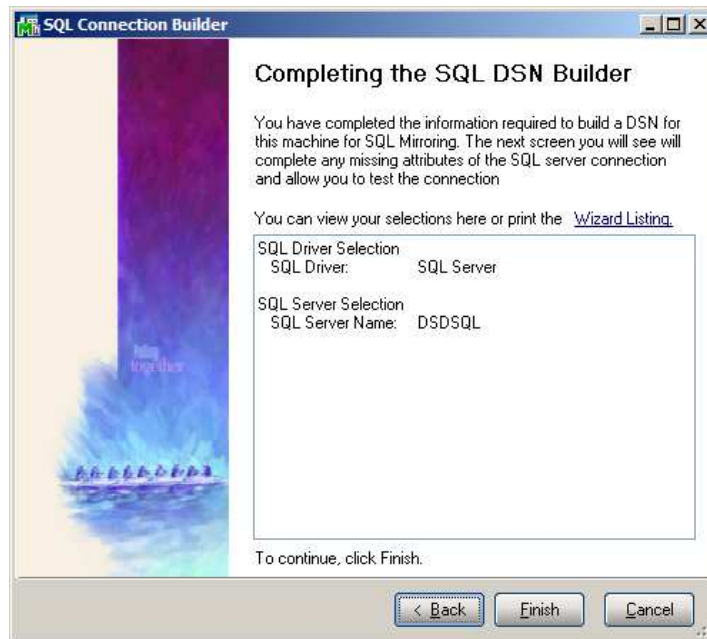 SQL Connection Builder
Completing the SQL DSN Builder
You have completed the information required to build a DSN for
this machine for SQL Mirroring. The next screen you will see will
complete any missing attributes of the SQL server connection
and allow you to test the connection
You can view your selections here or print the Wizard Listing.
SQL Driver Selection
SQL Driver: SQL Server
SQL Server Selection
SQL Server Name: DSDSQL
together
To continue, click Finish.
< Back Finish Cancel